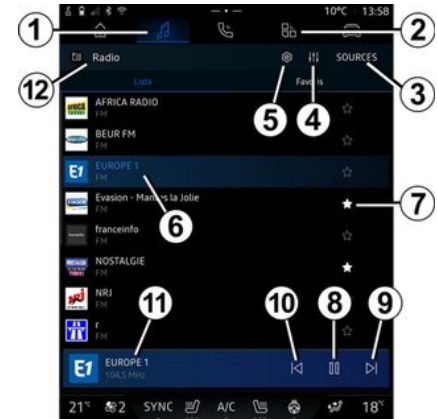 10°C 13:58
1
2
Radio
SOURCES
12
5
4
3
Liste
Favoris
AFRICA RADIO
FM
BEUR FM
FM
E1
EUROPE 1
FM
6
Evasion - Mantes la Jolie
FM
7
franceinfo
FM
NOSTALGIE
FM
NRJ
FM
11
10
8
9
r
FM
E1
EUROPE 1
104,5 MHz
21° 2 SYNC A/C 18°